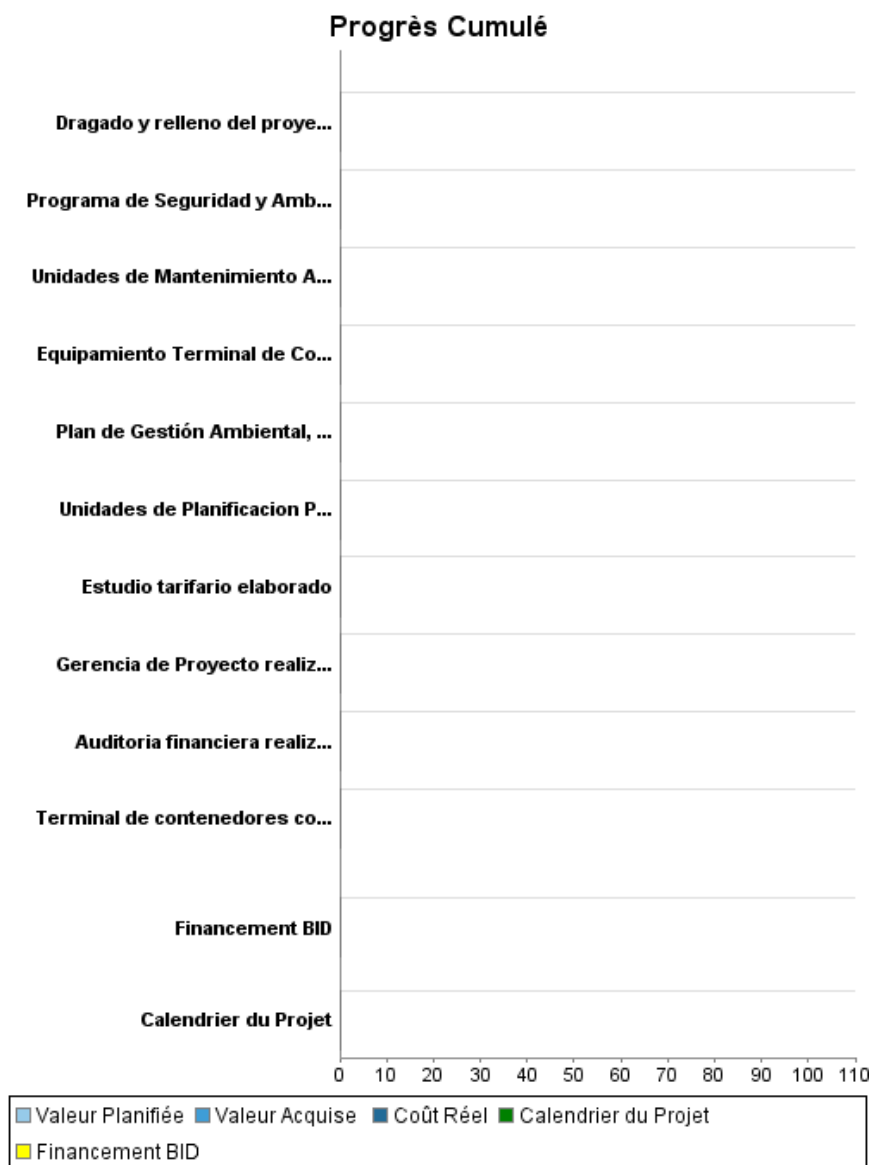 Progrès Cumulé
Dragado y relleno del proye...
Programa de Seguridad y Amb...
Unidades de Mantenimiento A...
Equipamiento Terminal de Co...
Plan de Gestión Ambiental, ...
Unidades de Planificacion P...
Estudio tarifario elaborado
Gerencia de Proyecto realiz...
Auditoria financiera realiz...
Terminal de contenedores co...
Financement BID
Calendrier du Projet
0 10 20 30 40 50 60 70 80 90 100 110
Valeur Planifiée Valeur Acquise Coût Réel Calendrier du Projet
Financement BID